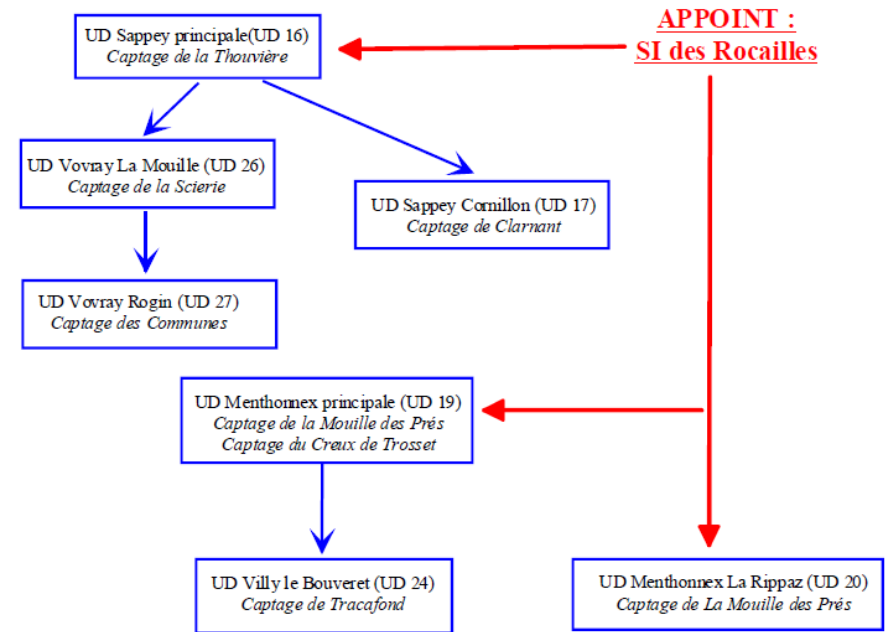 UD Sappey principale(UD 16)
Captage de la Thouvière
APPOINT :
SI des Rocailles
UD Vovray La Mouille (UD 26)
Captage de la Scierie
UD Sappey Cornillon (UD 17)
Captage de Clarnant
UD Vovray Rogin (UD 27)
Captage des Communes
UD Menthonnex principale (UD 19)
Captage de la Mouille des Prés
Captage du Creux de Trosset
UD Villy le Bouveret (UD 24)
Captage de Tracafond
UD Menthonnex La Rippaz (UD 20)
Captage de La Mouille des Prés